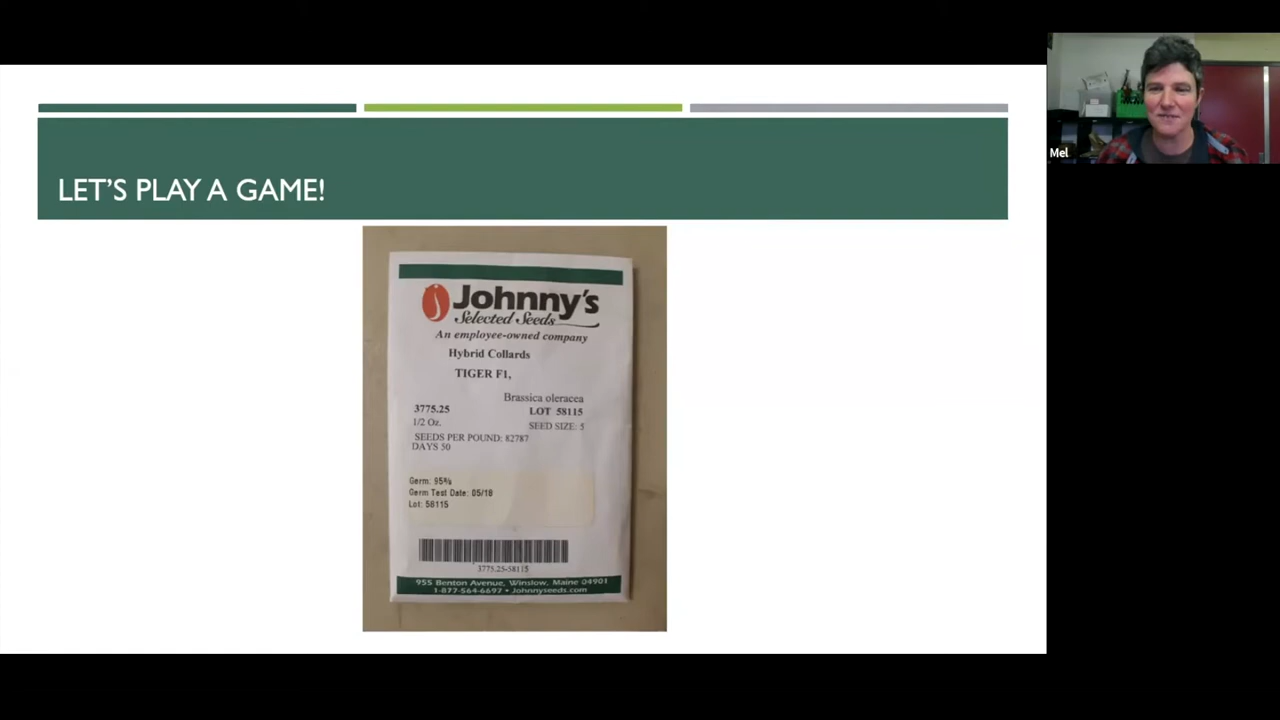 LET'S PLAY A GAME!
Johnny's
Selected Seeds
An employee-owned company
Hybrid Collards
TIGER F1,
Brassica oleracea
3775.25
LOT 58115
1/2 Oz.
SEED SIZE: 5
SEEDS PER POUND: 82787
DAYS 50
Germ: 95%
Germ Test Date: 05/18
Lot: 58115
3775.25-58115
955 Benton Avenue, Winslow, Maine 04901
1-877-564-6697 • Johnnyseeds.com
Mel